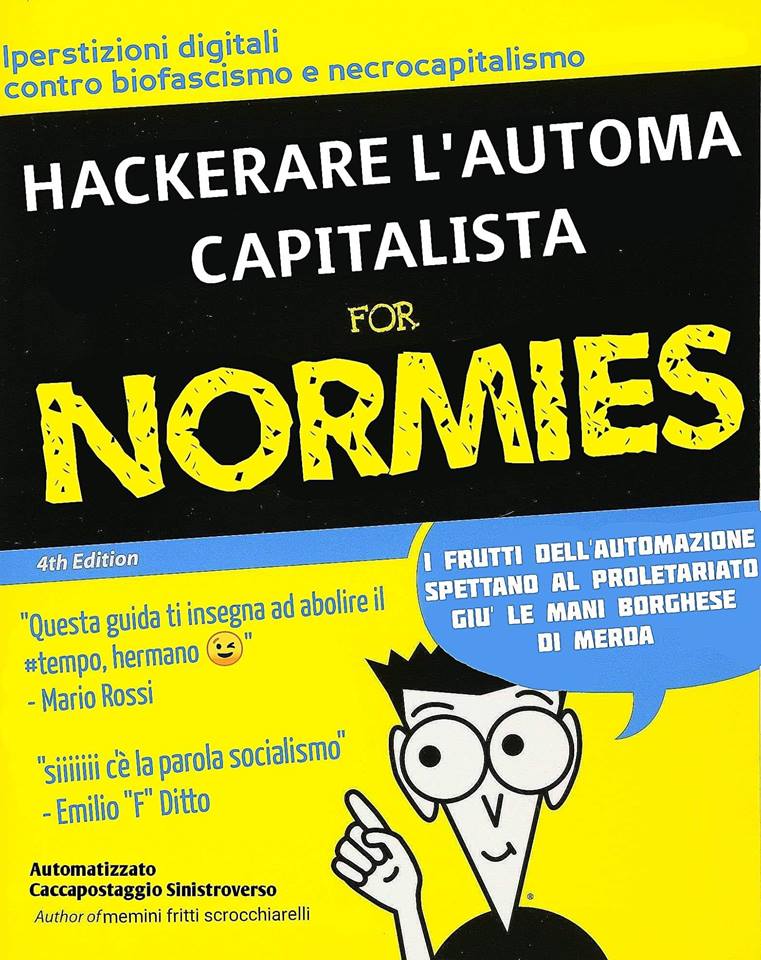 Iperstizioni digitali
contro biofascismo e necrocapitalismo
HACKERARE L'AUTOMA
CAPITALISTA
FOR
NORMIES
4th Edition
I FRUTTI DELL'AUTOMAZIONE
SPETTANO AL PROLETARIATO
GIU' LE MANI BORGHESE
DI MERDA
"Questa guida ti insegna ad abolire il
#tempo, hermano 😉"
- Mario Rossi
"siiiiiii c'è la parola socialismo"
- Emilio "F" Ditto
Automatizzato
Caccapostaggio Sinistroverso
Author of memini fritti scrocchiarelli
®